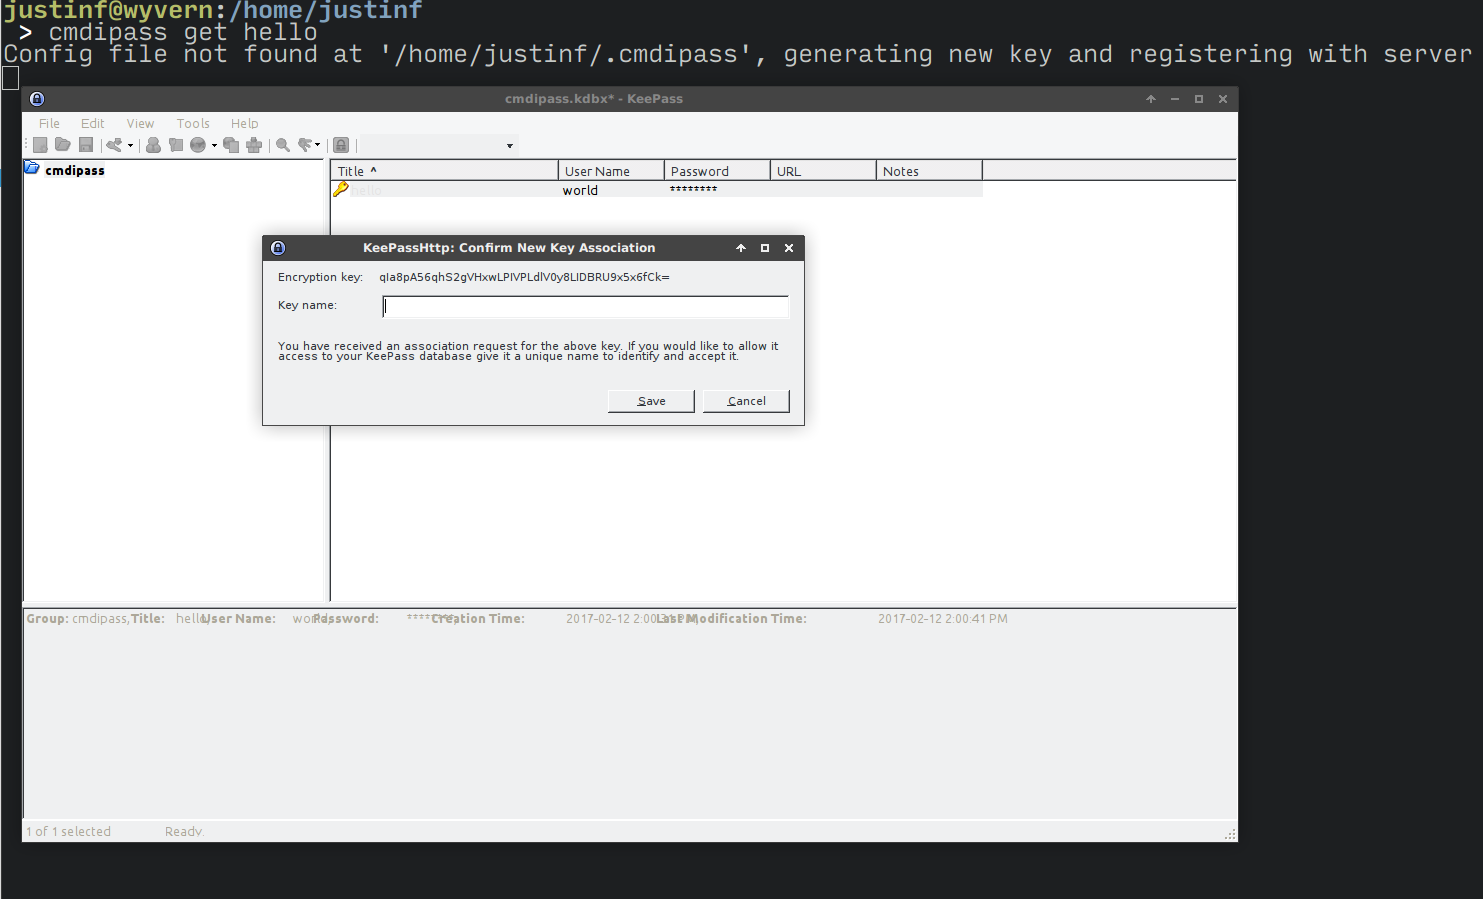 justinf@wyvern:/home/justinf
> cmdipass get hello
Config file not found at '/home/justinf/.cmdipass', generating new key and registering with server
cmdipass.kdbx* - KeePass
File Edit View Tools Help
cmdipass
Title ^ User Name Password URL Notes
hello world ********
KeePassHttp: Confirm New Key Association
Encryption key: qIa8pA56qhS2gVHxwLPIVPLdlV0y8LIDBRU9x5x6fCk=
Key name:
You have received an association request for the above key. If you would like to allow it
access to your KeePass database give it a unique name to identify and accept it.
Save Cancel
Group: cmdipass, Title: hello, User Name: world, Password: ********, Creation Time: 2017-02-12 2:00:31 PM, Last Modification Time: 2017-02-12 2:00:41 PM
1 of 1 selected Ready.